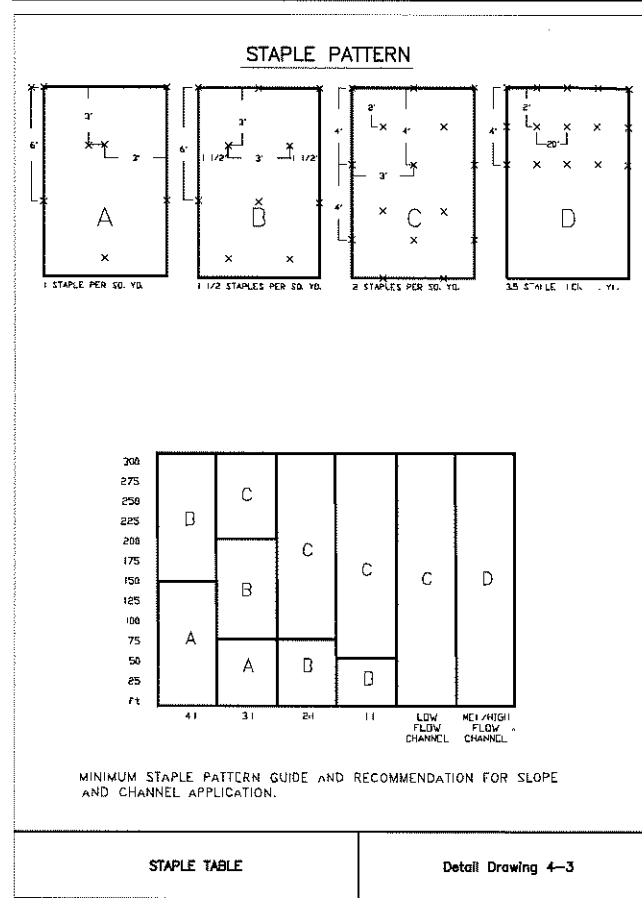 STAPLE PATTERN
6' 3' 3' A
6' 3' 1 1/2' 3' 1 1/2' B
2' 4' 4' 3' 4' C
2' 4' 20' D
1 STAPLE PER SQ. YD.
1 1/2 STAPLES PER SQ. YD.
2 STAPLES PER SQ. YD.
3.5
300
275
250
225
200
175
150
125
100
75
50
25
ft
B A
C B A
C B
C B
C
D
4:1
3:1
2:1
1:1
LOW FLOW CHANNEL
FLOW CHANNEL
MINIMUM STAPLE PATTERN GUIDE AND RECOMMENDATION FOR SLOPE
AND CHANNEL APPLICATION.
STAPLE TABLE
Detail Drawing 4-3